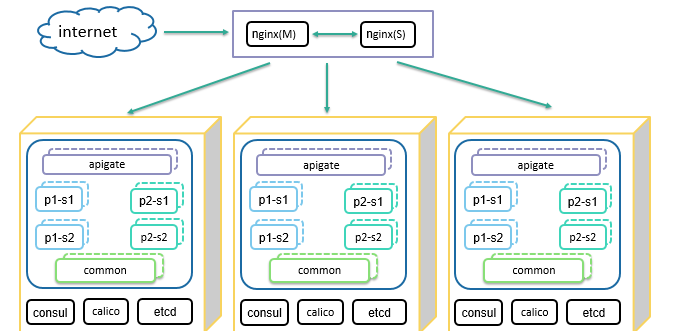 internet
nginx(M)
nginx(S)
apigate
p1-s1
p2-s1
p1-s2
p2-s2
common
consul
calico
etcd
apigate
p1-s1
p2-s1
p1-s2
p2-s2
common
consul
calico
etcd
apigate
p1-s1
p2-s1
p1-s2
p2-s2
common
consul
calico
etcd